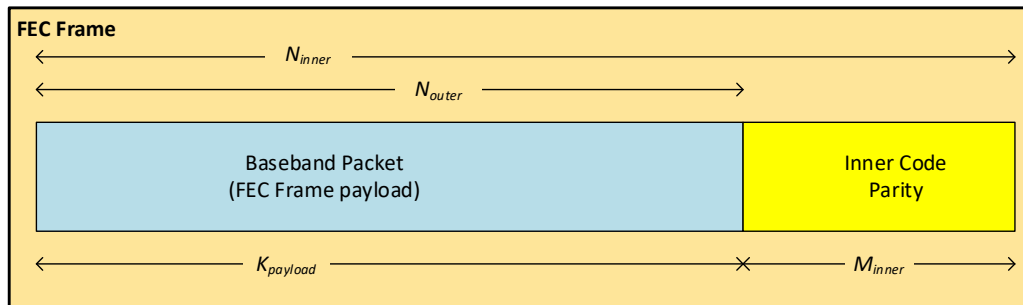 FEC Frame
Ninner
Nouter
Baseband Packet
(FEC Frame payload)
Inner Code
Parity
Kpayload
Minner